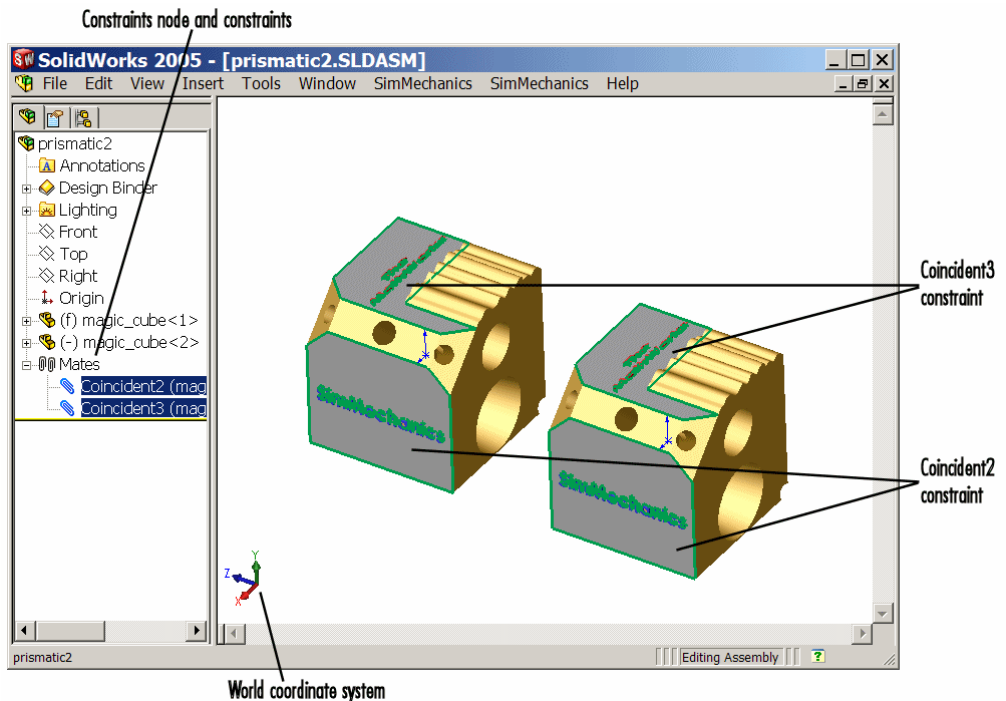 Constraints node and constraints
SolidWorks 2005 - [prismatic2.SLDASM]
File Edit View Insert Tools Window SimMechanics SimMechanics Help
prismatic2
A Annotations
Design Binder
Lighting
Front
Top
Right
Origin
(f) magic_cube<1>
(-) magic_cube<2>
Mates
Coincident2 (mag
Coincident3 (mag
Coincident3
constraint
SimMechanics
SimMechanics
Coincident2
constraint
Y
Z
X
prismatic2
Editing Assembly
?
World coordinate system